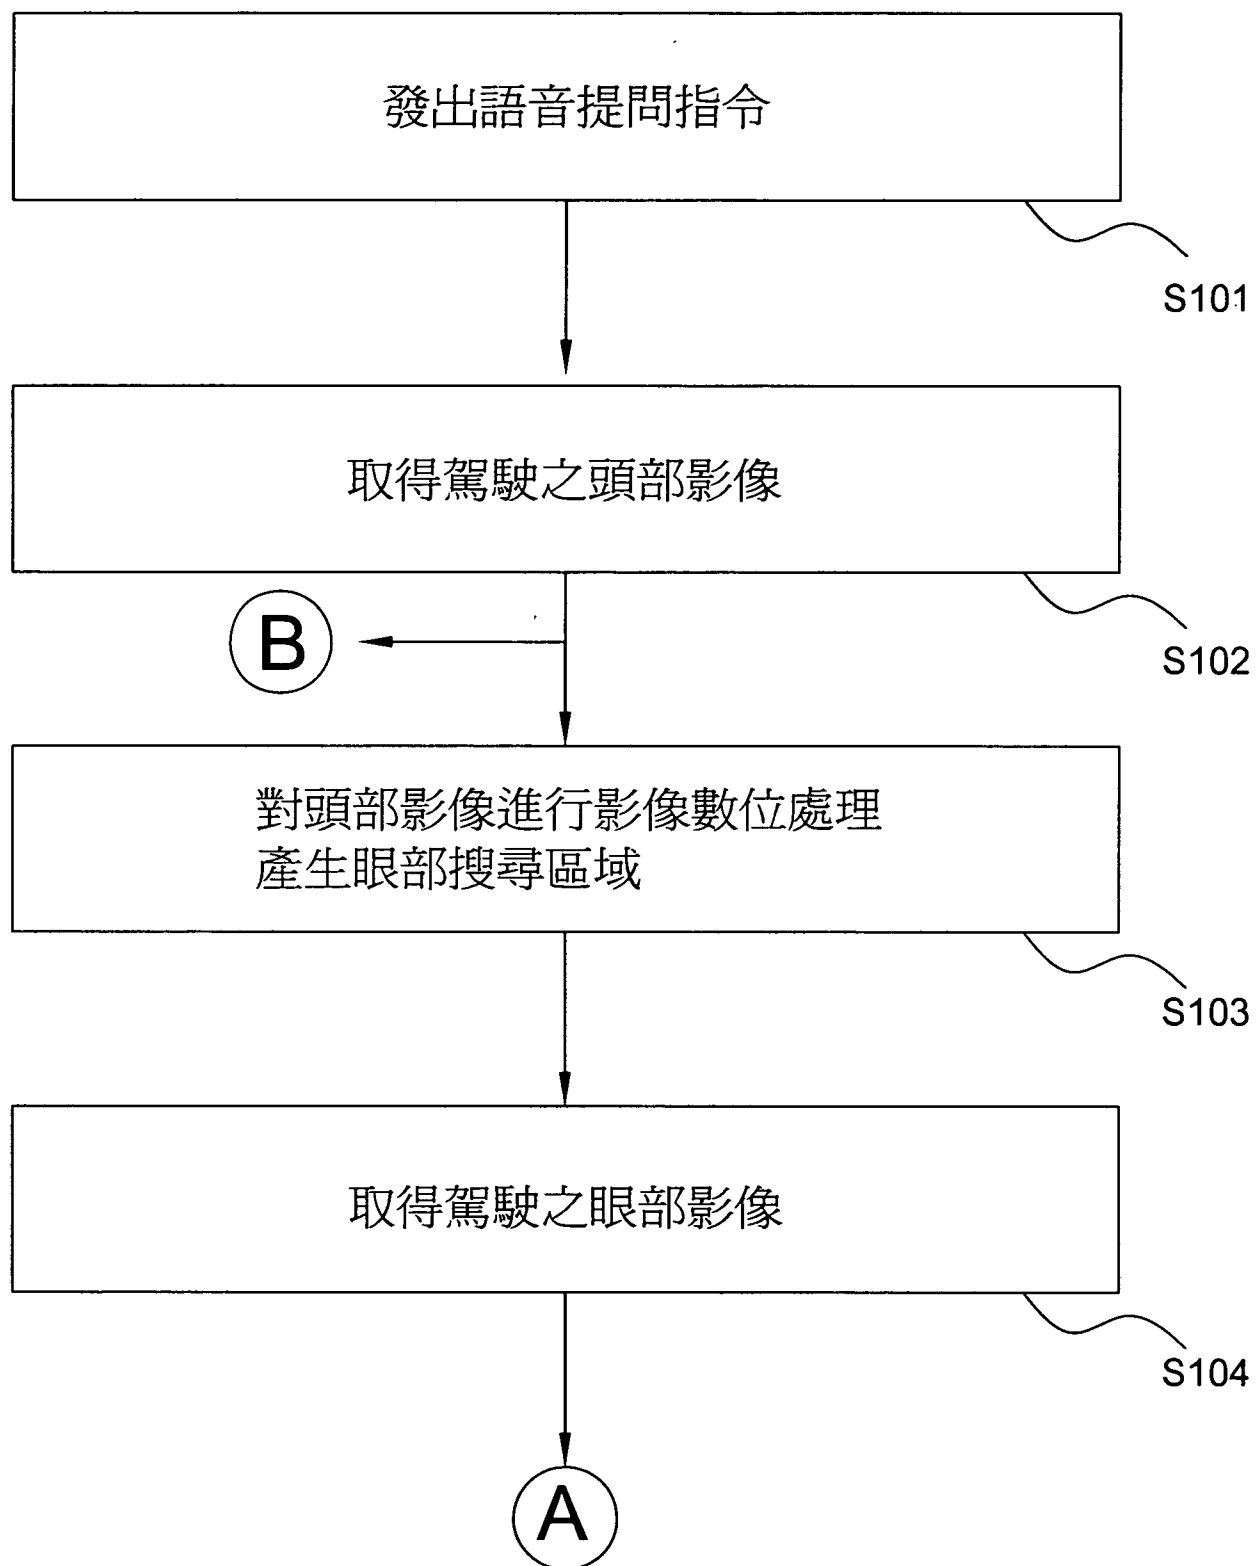 發出語音提問指令
S101
取得駕駛之頭部影像
S102
B
對頭部影像進行影像數位處理
產生眼部搜尋區域
S103
取得駕駛之眼部影像
S104
A